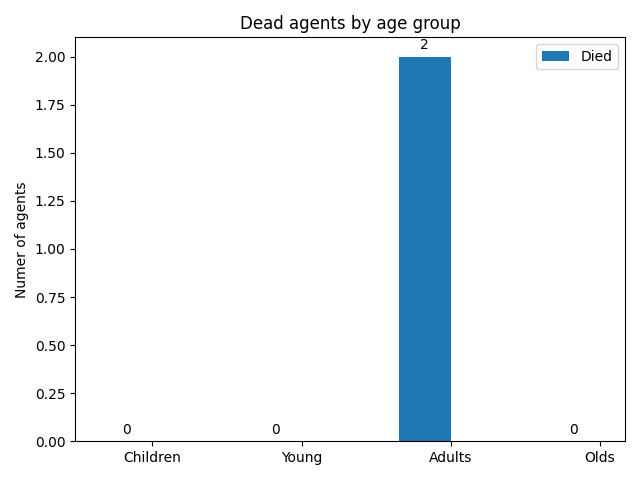 Dead agents by age group
Died
Numer of agents
2.00
1.75
1.50
1.25
1.00
0.75
0.50
0.25
0.00
0
0
2
0
Children
Young
Adults
Olds